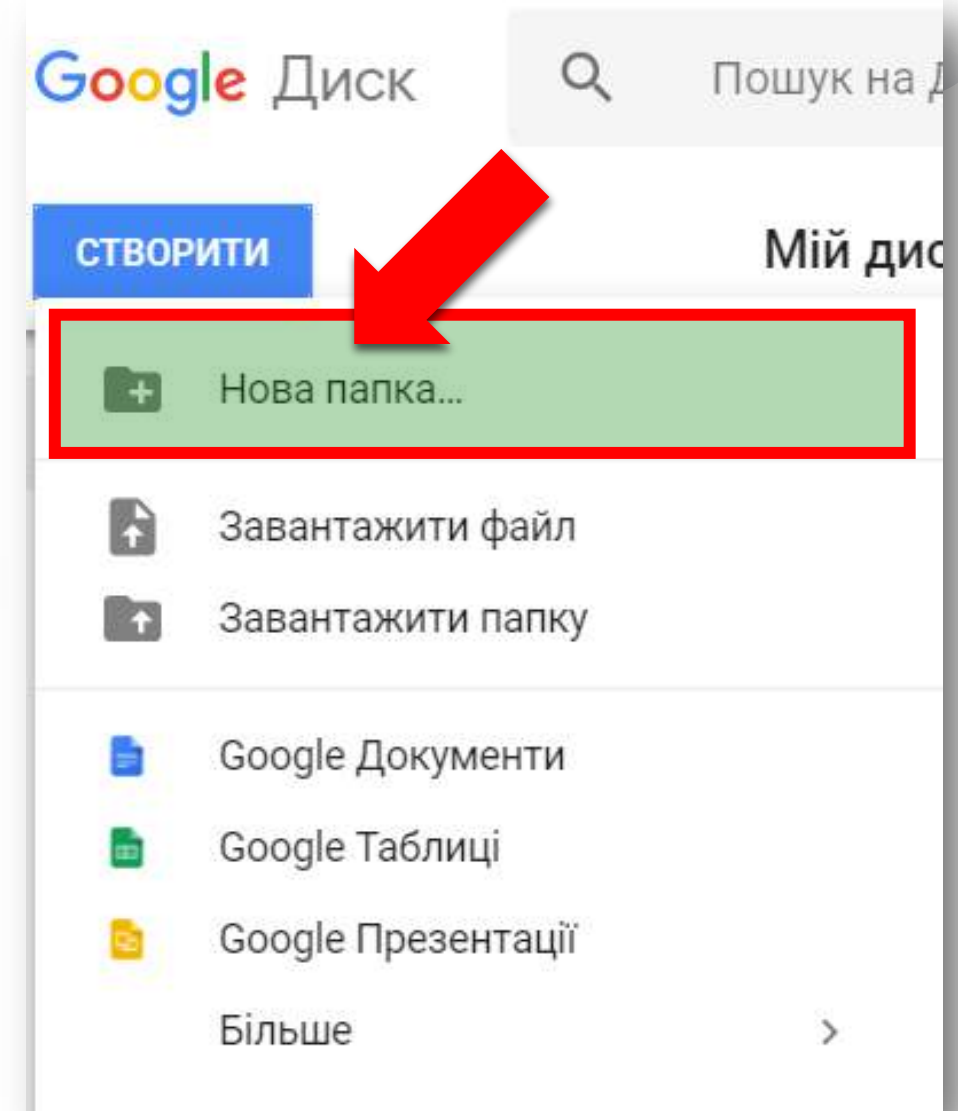 Google Диск
Пошук на Д
СТВОРИТИ
Мій дис
Нова папка...
Завантажити файл
Завантажити папку
Google Документи
Google Таблиці
Google Презентації
Більше